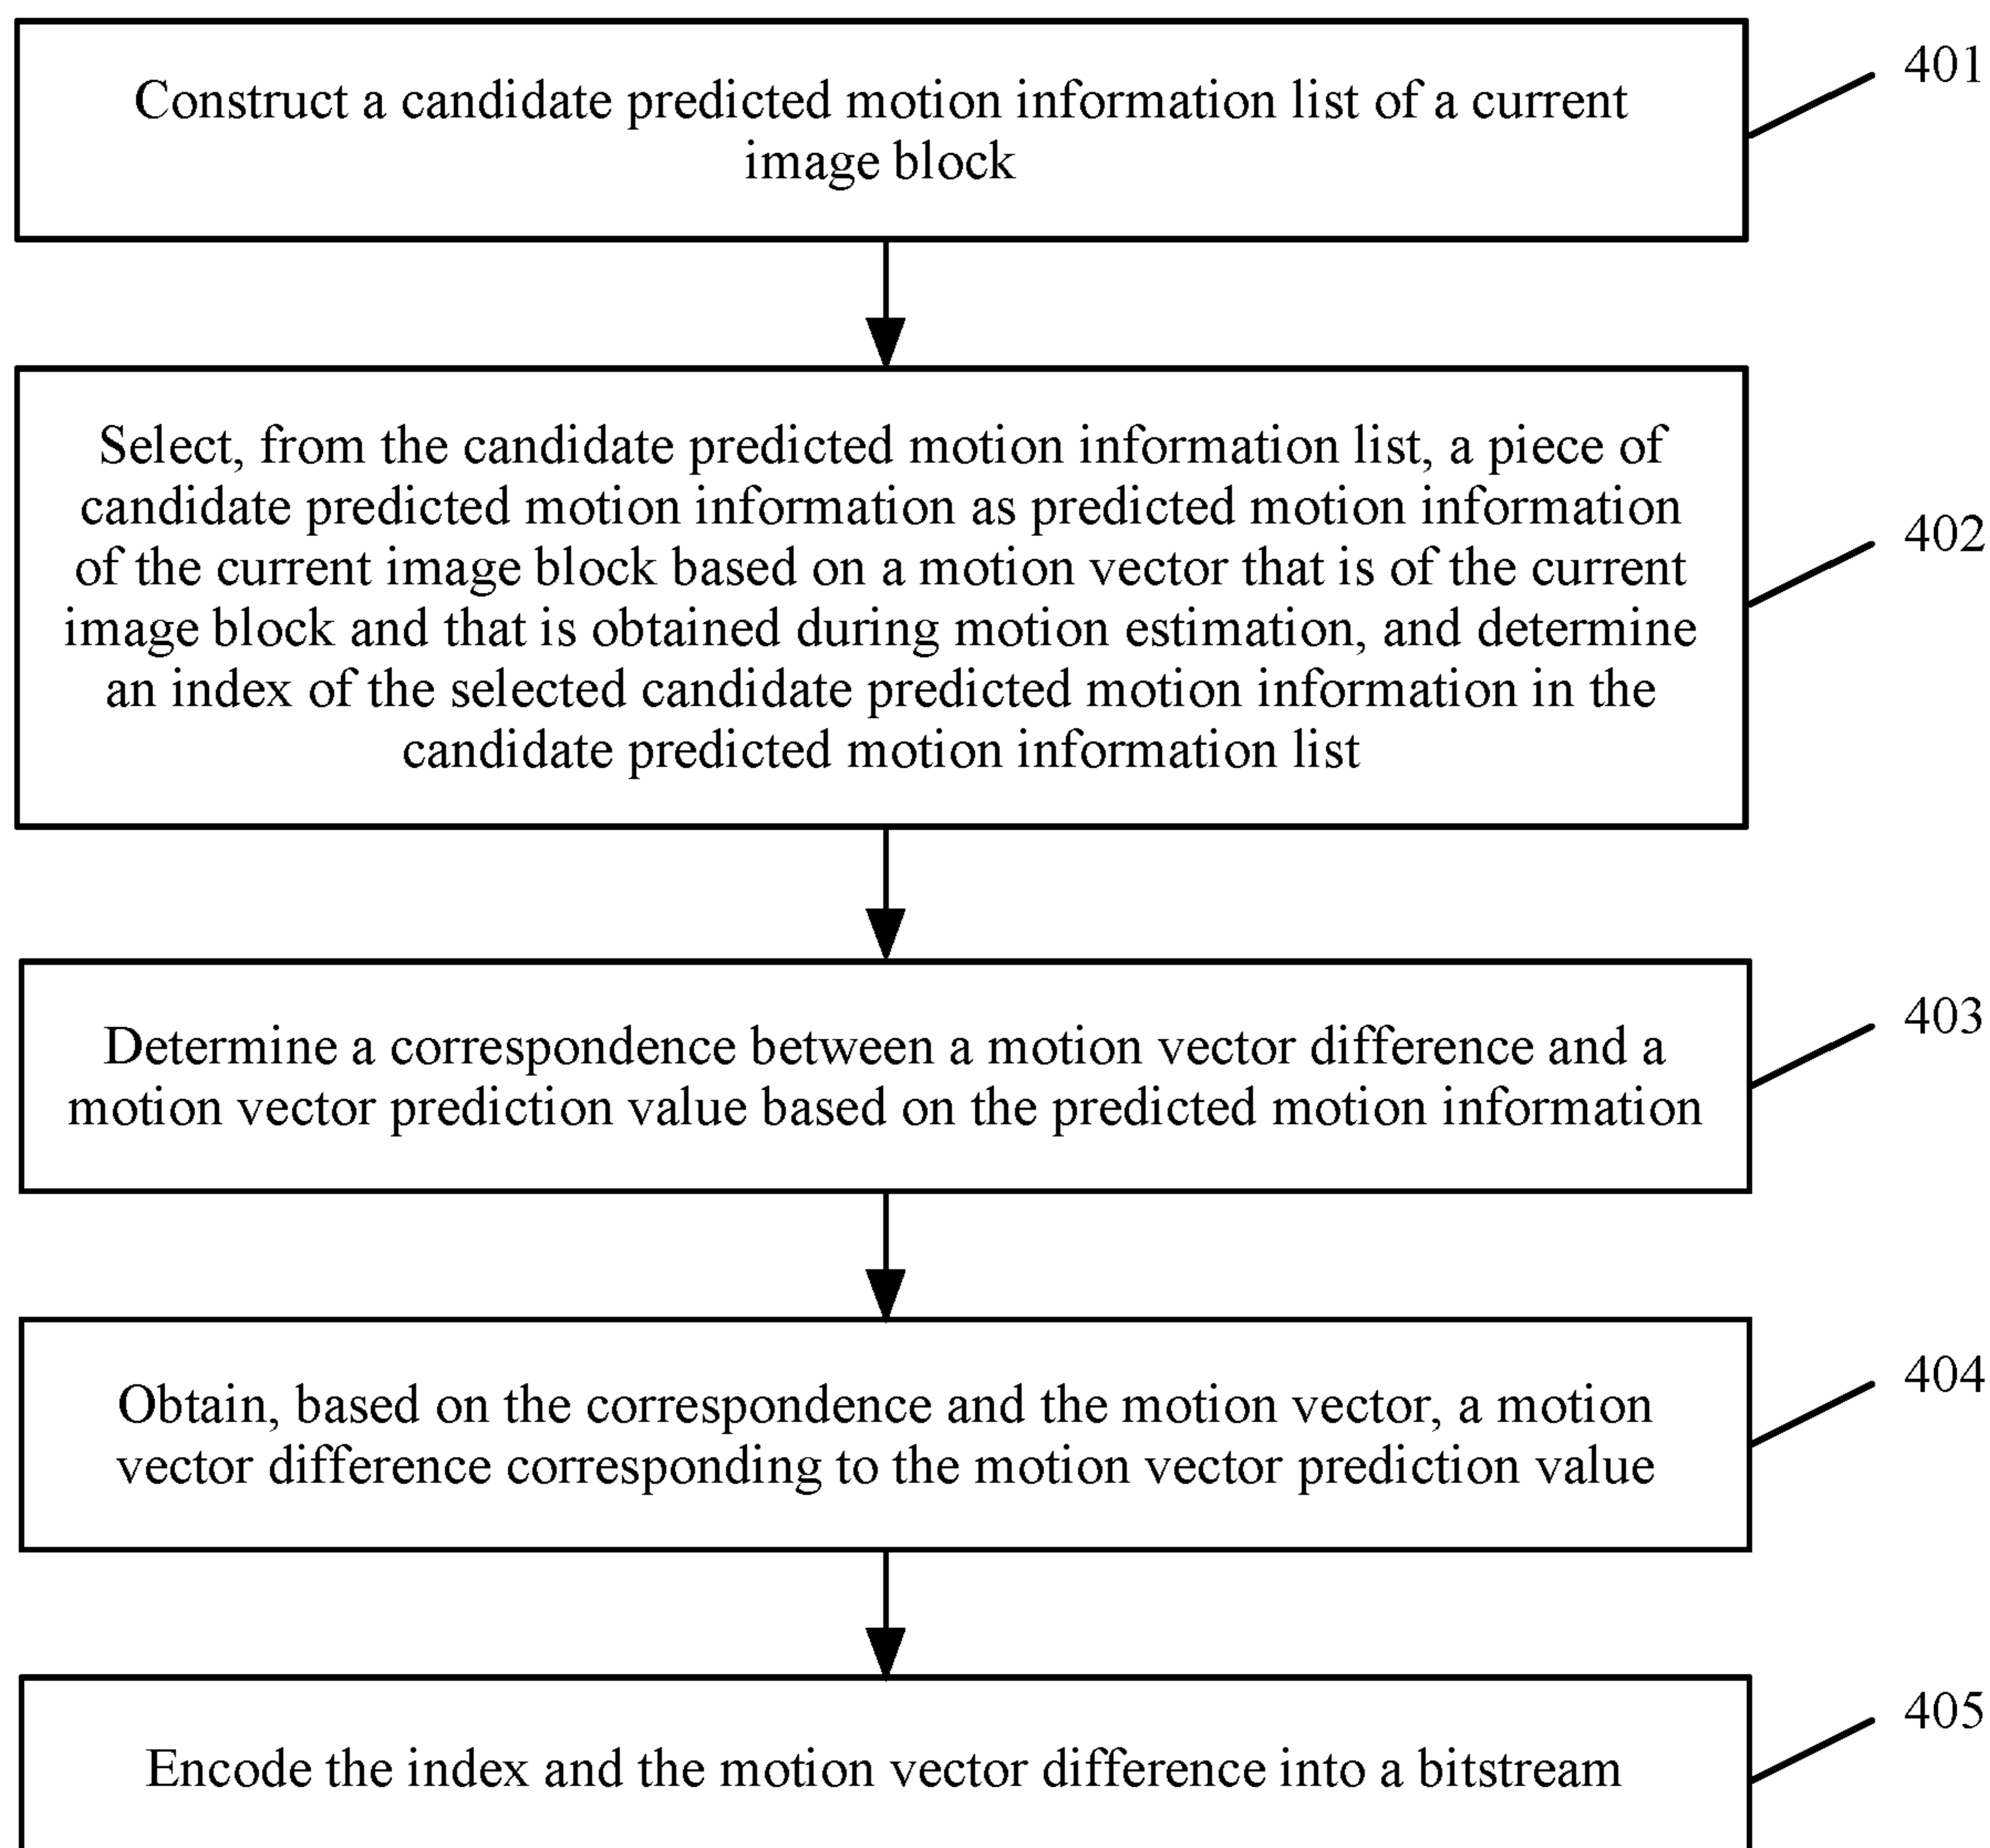 Construct a candidate predicted motion information list of a current
image block
401
Select, from the candidate predicted motion information list, a piece of
candidate predicted motion information as predicted motion information
of the current image block based on a motion vector that is of the current
image block and that is obtained during motion estimation, and determine
an index of the selected candidate predicted motion information in the
candidate predicted motion information list
402
Determine a correspondence between a motion vector difference and a
motion vector prediction value based on the predicted motion information
403
Obtain, based on the correspondence and the motion vector, a motion
vector difference corresponding to the motion vector prediction value
404
Encode the index and the motion vector difference into a bitstream
405